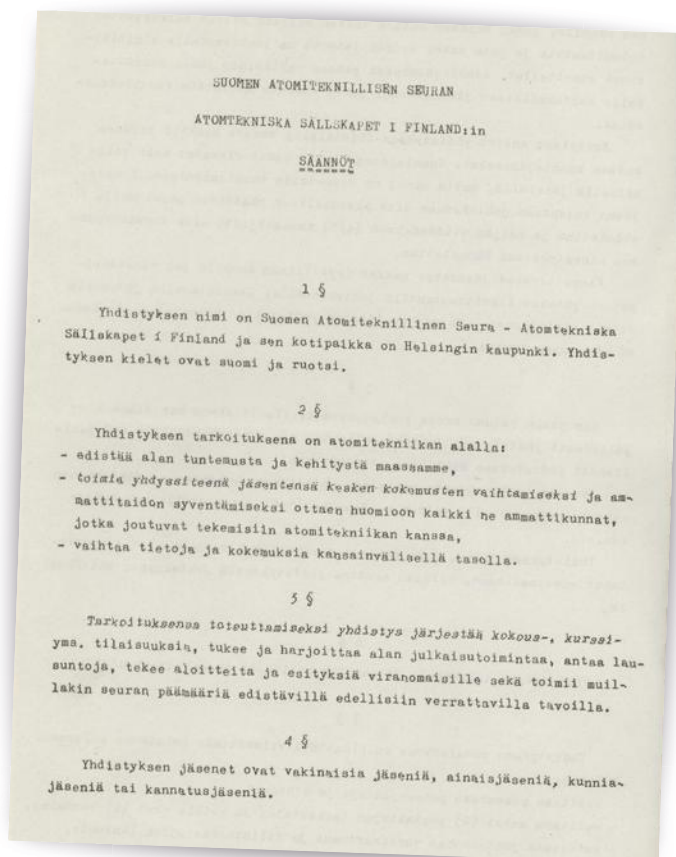 SUOMEN ATOMITEKNILLISEN SEURAN
ATOMTEKNISKA SÄLLSKAPET I FINLAND:in
SÄÄNNÖT
1 §
Yhdistyksen nimi on Suomen Atomiteknillinen Seura - Atomtekniska
Sällskapet i Finland ja sen kotipaikka on Helsingin kaupunki. Yhdis-
tyksen kielet ovat suomi ja ruotsi.
2 §
Yhdistyksen tarkoituksena on atomitekniikan alalla:
- edistää alan tuntemusta ja kehitystä maassamme,
- toimia yhdyssiteenä jäsentensä kesken kokemusten vaihtamiseksi ja am-
mattitaidon syventämiseksi ottaen huomioon kaikki ne ammattikunnat,
jotka joutuvat tekemisiin atomitekniikan kanssa,
- vaihtaa tietoja ja kokemuksia kansainvälisellä tasolla.
3 §
Tarkoituksensa toteuttamiseksi yhdistys järjestää kokous-, kurssi-
yms. tilaisuuksia, tukee ja harjoittaa alan julkaisutoimintaa, antaa lau-
suntoja, tekee aloitteita ja esityksiä viranomaisille sekä toimii muil-
lakin seuran päämääriä edistävillä edellisiin verrattavilla tavoilla.
4 §
Yhdistyksen jäsenet ovat vakinaisia jäseniä, ainaisjäseniä, kunnia-
jäseniä tai kannatusjäseniä.